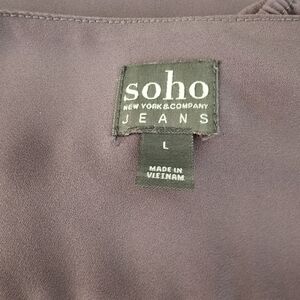 soho
NEW YORK & COMPANY
JEANS
L
MADE IN
VIETNAM